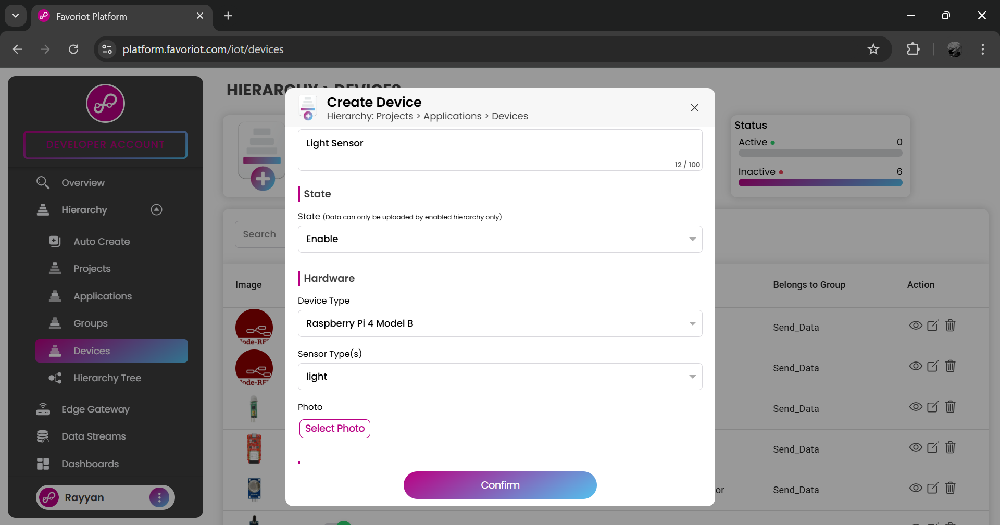 Favoriot Platform
platform.favoriot.com/iot/devices
DEVELOPER ACCOUNT
Overview
Hierarchy
Auto Create
Projects
Applications
Groups
Devices
Hierarchy Tree
Edge Gateway
Data Streams
Dashboards
Rayyan
HIERARCHY > DEVICES
Status
Active 0
Inactive 6
Search
Image
Belongs to Group
Action
Send_Data
Send_Data
Send_Data
Send_Data
or
Send_Data
Create Device
Hierarchy: Projects > Applications > Devices
Light Sensor
12 / 100
State
State (Data can only be uploaded by enabled hierarchy only)
Enable
Hardware
Device Type
Raspberry Pi 4 Model B
Sensor Type(s)
light
Photo
Select Photo
Confirm